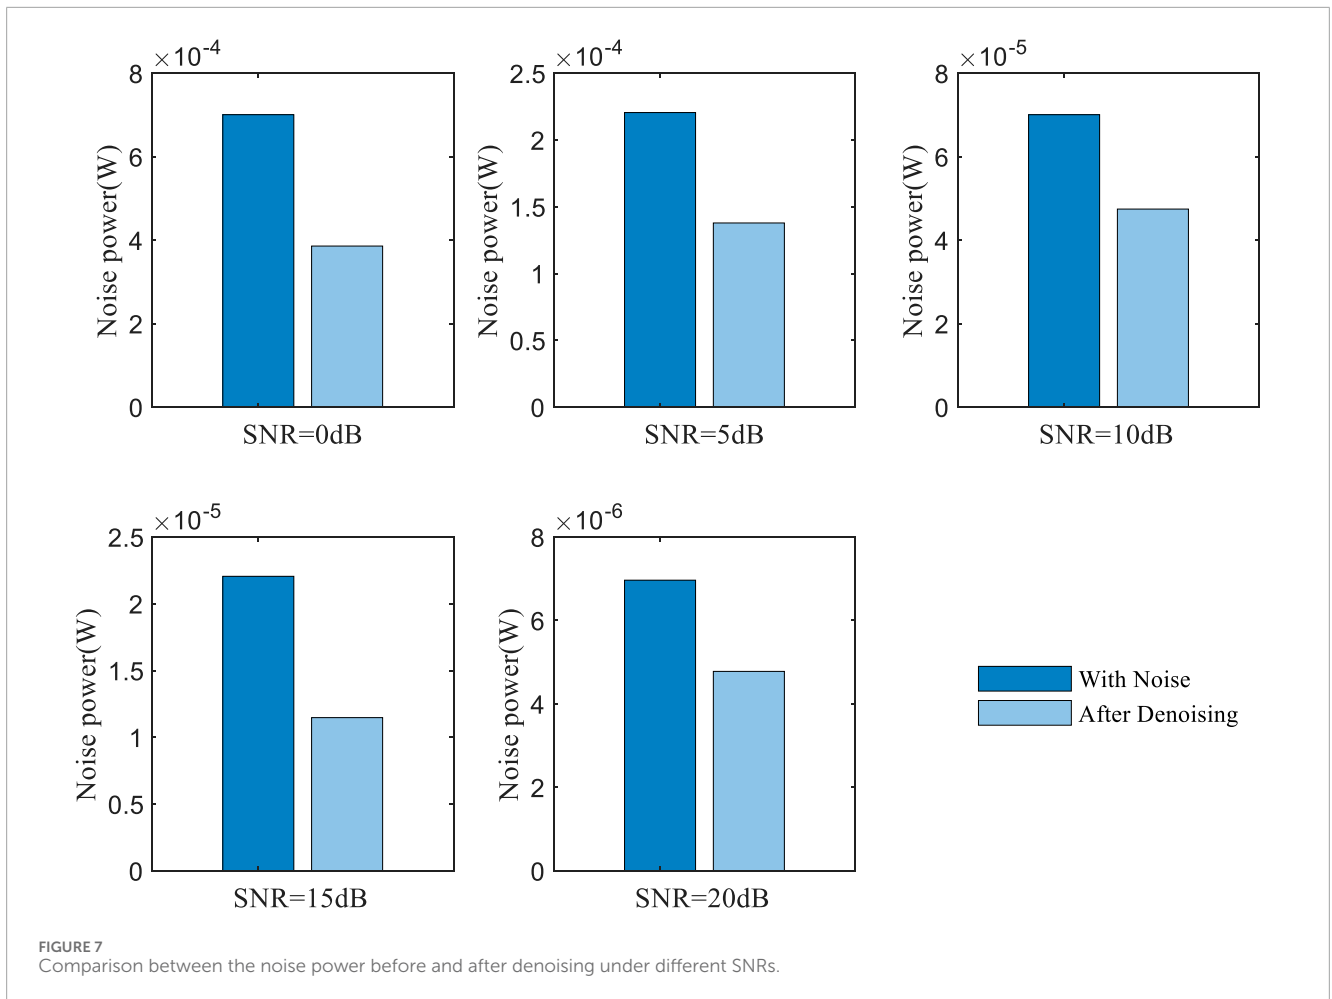 ×10-4
8
6
4
2
0
Noise power(W)
SNR=0dB
×10-4
2.5
2
1.5
1
0.5
0
Noise power(W)
SNR=5dB
×10-5
8
6
4
2
0
Noise power(W)
SNR=10dB
×10-5
2.5
2
1.5
1
0.5
0
Noise power(W)
SNR=15dB
×10-6
8
6
4
2
0
Noise power(W)
SNR=20dB
With Noise
After Denoising
FIGURE 7
Comparison between the noise power before and after denoising under different SNRs.